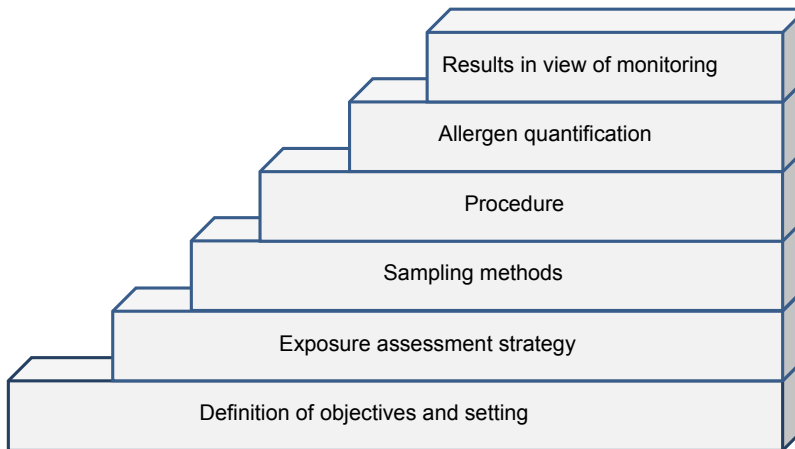 Results in view of monitoring
Allergen quantification
Procedure
Sampling methods
Exposure assessment strategy
Definition of objectives and setting